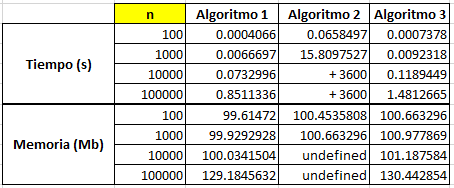 n Algoritmo 1 Algoritmo 2 Algoritmo 3
Tiempo (s)
100 0.0004066 0.0658497 0.0007378
1000 0.0066697 15.8097527 0.0092318
10000 0.0732996 + 3600 0.1189449
100000 0.8511336 + 3600 1.4812665
Memoria (Mb)
100 99.61472 100.4535808 100.663296
1000 99.9292928 100.663296 100.977869
10000 100.0341504 undefined 101.187584
100000 129.1845632 undefined 130.442854